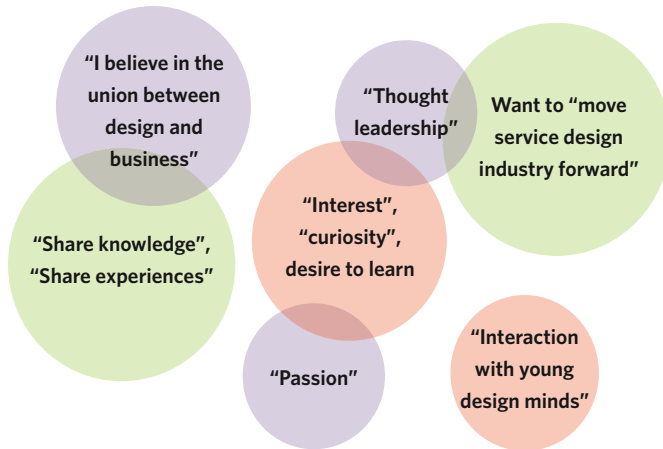 “I believe in the
union between
design and
business”
“Thought
leadership”
Want to “move
service design
industry forward”
“Share knowledge”,
“Share experiences”
“Interest”,
“curiosity”,
desire to learn
“Passion”
“Interaction
with young
design minds”